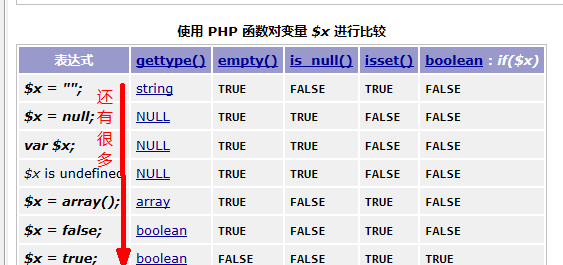 使用 PHP 函数对变量 $x 进行比较
表达式 gettype() empty() is_null() isset() boolean : if($x)
$x = ""; string TRUE FALSE TRUE FALSE
$x = null; NULL TRUE TRUE FALSE FALSE
var $x; NULL TRUE TRUE FALSE FALSE
$x is undefined NULL TRUE TRUE FALSE FALSE
$x = array(); array TRUE FALSE TRUE FALSE
$x = false; boolean TRUE FALSE TRUE FALSE
$x = true; boolean FALSE FALSE TRUE TRUE
还有很多